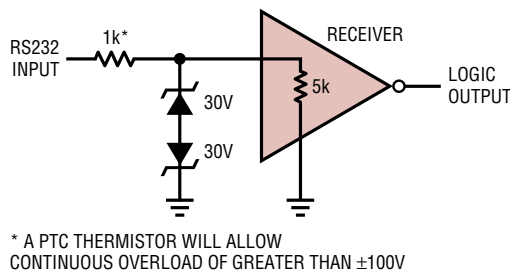 RS232
INPUT
1k*
30V
30V
RECEIVER
5k
LOGIC
OUTPUT
* A PTC THERMISTOR WILL ALLOW
CONTINUOUS OVERLOAD OF GREATER THAN ±100V